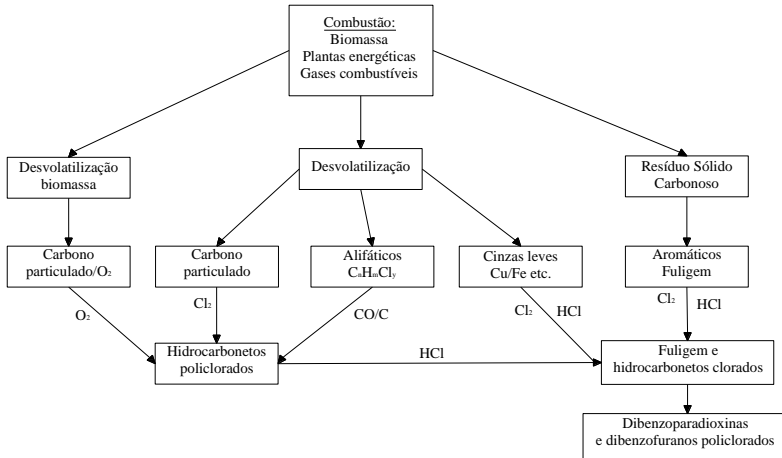 Combustão:
Biomassa
Plantas energéticas
Gases combustíveis
Desvolatilização
biomassa
Desvolatilização
Resíduo Sólido
Carbonoso
Carbono
particulado/O₂
Carbono
particulado
Alifáticos
CₙHₘClᵧ
Cinzas leves
Cu/Fe etc.
Aromáticos
Fuligem
O₂
Cl₂
CO/C
Cl₂
HCl
Cl₂
HCl
Hidrocarbonetos
policlorados
HCl
Fuligem e
hidrocarbonetos clorados
Dibenzoparadioxinas
e dibenzofuranos policlorados